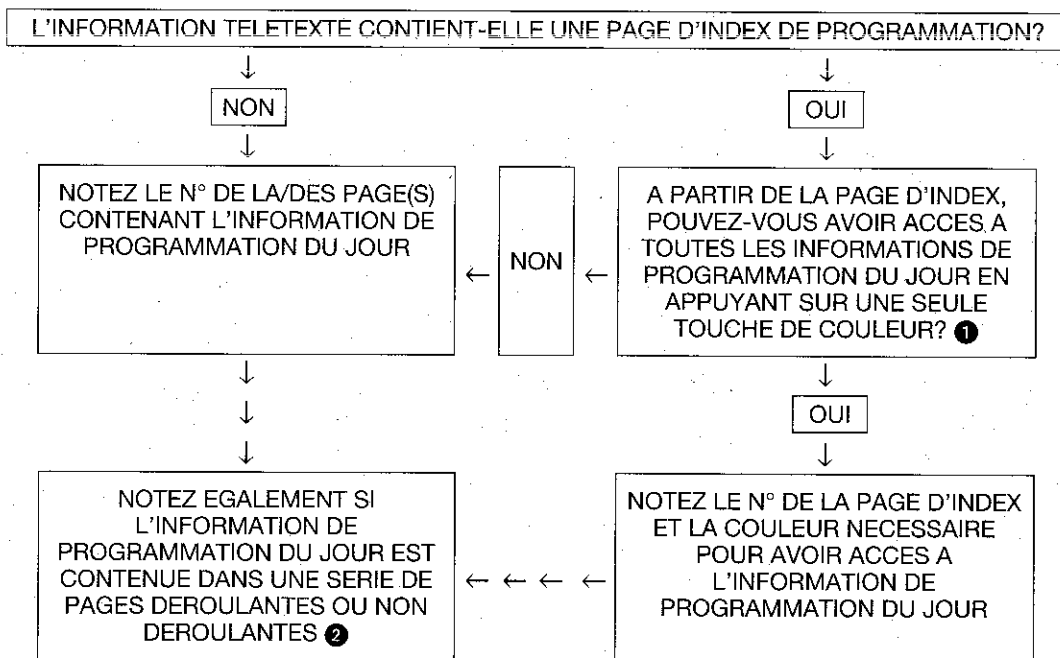 L'INFORMATION TELETEXTE CONTIENT-ELLE UNE PAGE D'INDEX DE PROGRAMMATION?
↓ ↓
NON
OUI
↓ ↓
NOTEZ LE N° DE LA/DES PAGE(S)
CONTENANT L'INFORMATION DE
PROGRAMMATION DU JOUR
← NON ←
A PARTIR DE LA PAGE D'INDEX,
POUVEZ-VOUS AVOIR ACCES A
TOUTES LES INFORMATIONS DE
PROGRAMMATION DU JOUR EN
APPUYANT SUR UNE SEULE
TOUCHE DE COULEUR? ❶
↓ ↓
↓
OUI
↓ ↓
NOTEZ EGALEMENT SI
L'INFORMATION DE
PROGRAMMATION DU JOUR EST
CONTENUE DANS UNE SERIE DE
PAGES DEROULANTES OU NON
DEROULANTES ❷
← ← ← ←
NOTEZ LE N° DE LA PAGE D'INDEX
ET LA COULEUR NECESSAIRE
POUR AVOIR ACCES A
L'INFORMATION DE
PROGRAMMATION DU JOUR